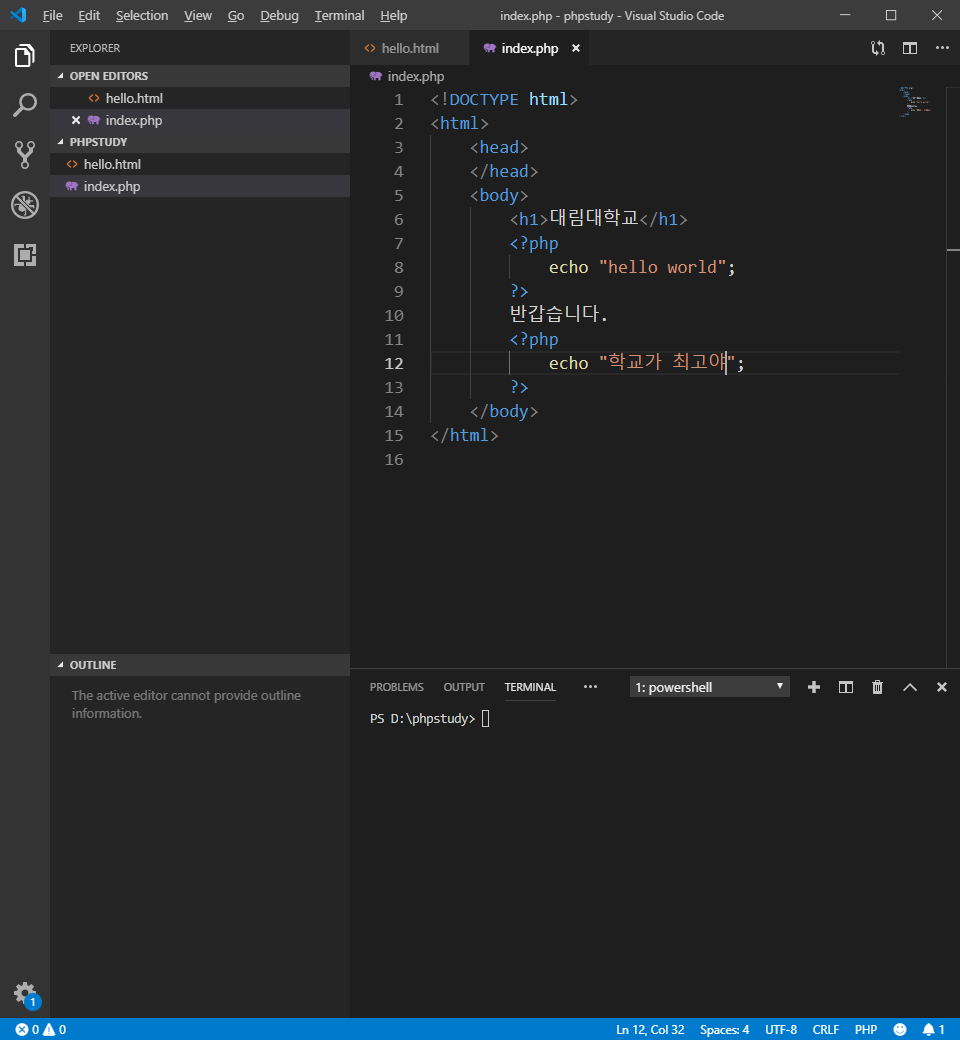 File Edit Selection View Go Debug Terminal Help index.php - phpstudy - Visual Studio Code
EXPLORER
OPEN EDITORS
hello.html
index.php
PHPSTUDY
hello.html
index.php
OUTLINE
The active editor cannot provide outline
information.
hello.html index.php
index.php
1 <!DOCTYPE html>
2 <html>
3 <head>
4 </head>
5 <body>
6 <h1>대림대학교</h1>
7 <?php
8 echo "hello world";
9 ?>
10 반갑습니다.
11 <?php
12 echo "학교가 최고야";
13 ?>
14 </body>
15 </html>
16
PROBLEMS OUTPUT TERMINAL ••• 1: powershell
PS D:\phpstudy>
1
0 0 Ln 12, Col 32 Spaces: 4 UTF-8 CRLF PHP 1